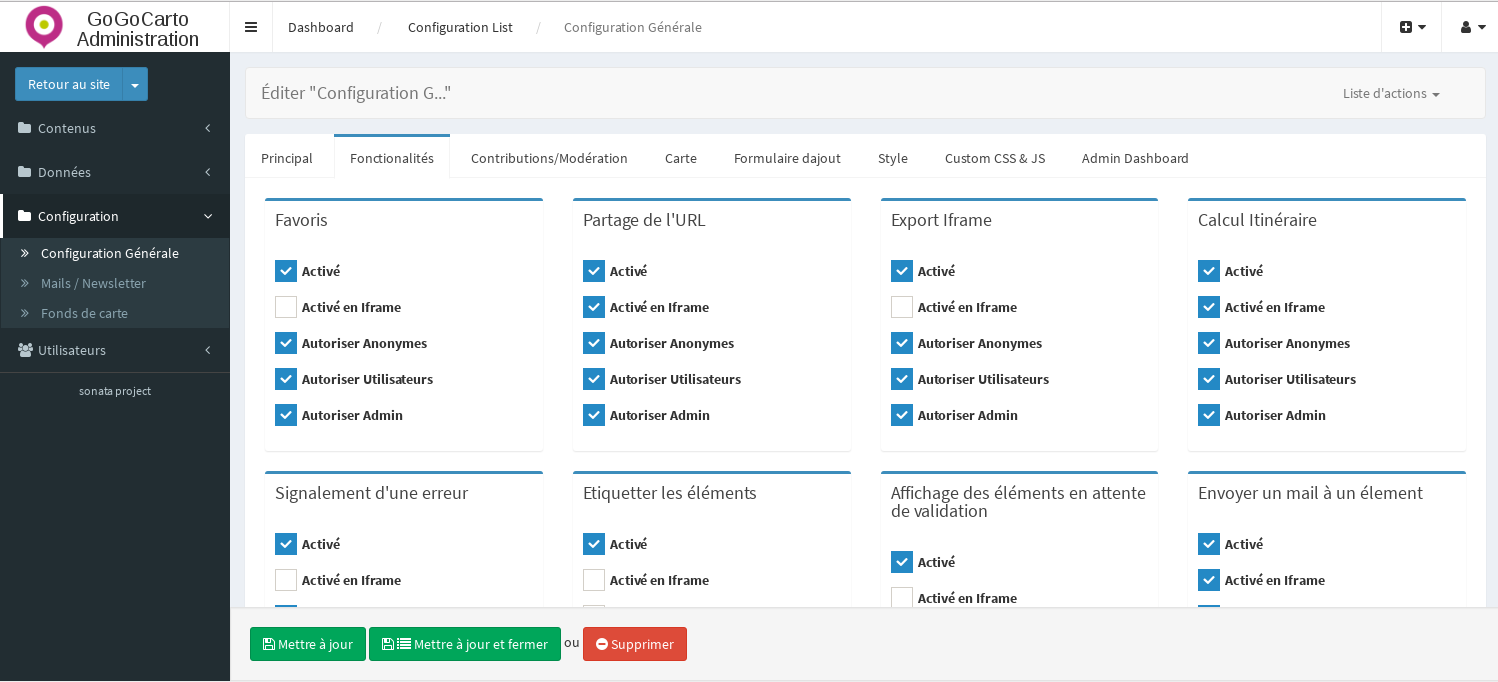 GoGoCarto
Administration
Dashboard / Configuration List / Configuration Générale
Retour au site
Contenus
Données
Configuration
Configuration Générale
Mails / Newsletter
Fonds de carte
Utilisateurs
sonata project
Éditer "Configuration G..."
Liste d'actions
Principal Fonctionalités Contributions/Modération Carte Formulaire dajout Style Custom CSS & JS Admin Dashboard
Favoris
Activé
Activé en Iframe
Autoriser Anonymes
Autoriser Utilisateurs
Autoriser Admin
Partage de l'URL
Activé
Activé en Iframe
Autoriser Anonymes
Autoriser Utilisateurs
Autoriser Admin
Export Iframe
Activé
Activé en Iframe
Autoriser Anonymes
Autoriser Utilisateurs
Autoriser Admin
Calcul Itinéraire
Activé
Activé en Iframe
Autoriser Anonymes
Autoriser Utilisateurs
Autoriser Admin
Signalement d'une erreur
Activé
Activé en Iframe
Etiquetter les éléments
Activé
Activé en Iframe
Affichage des éléments en attente
de validation
Activé
Activé en Iframe
Envoyer un mail à un élement
Activé
Activé en Iframe
Mettre à jour Mettre à jour et fermer ou Supprimer